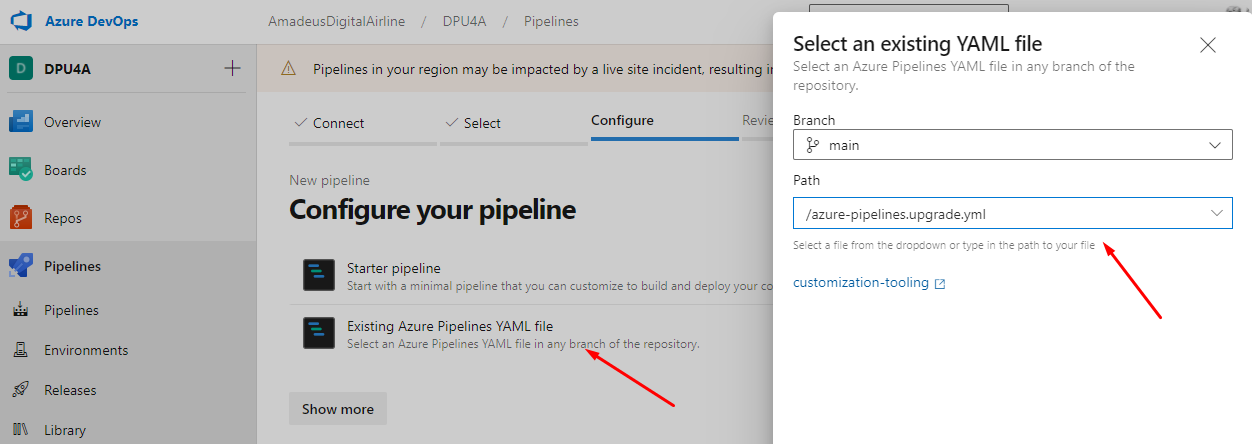 Azure DevOps
AmadeusDigitalAirline / DPU4A / Pipelines
D DPU4A
Overview
Boards
Repos
Pipelines
Pipelines
Environments
Releases
Library
Pipelines in your region may be impacted by a live site incident, resulting
Connect
Select
Configure
New pipeline
Configure your pipeline
Starter pipeline
Start with a minimal pipeline that you can customize to build and deploy your
Existing Azure Pipelines YAML file
Select an Azure Pipelines YAML file in any branch of the repository.
Show more
Select an existing YAML file
Select an Azure Pipelines YAML file in any branch of the
repository.
Branch
main
Path
/azure-pipelines.upgrade.yml
Select a file from the dropdown or type in the path to your file
customization-tooling